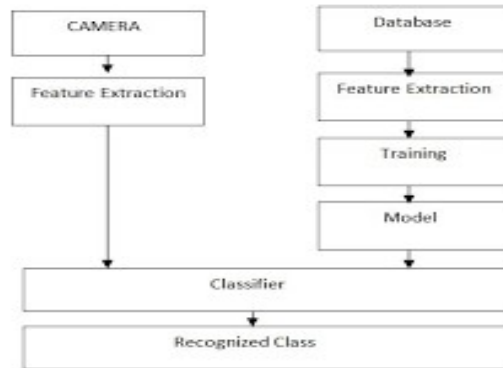 CAMERA
Database
Feature Extraction
Feature Extraction
Training
Model
Classifier
Recognized Class